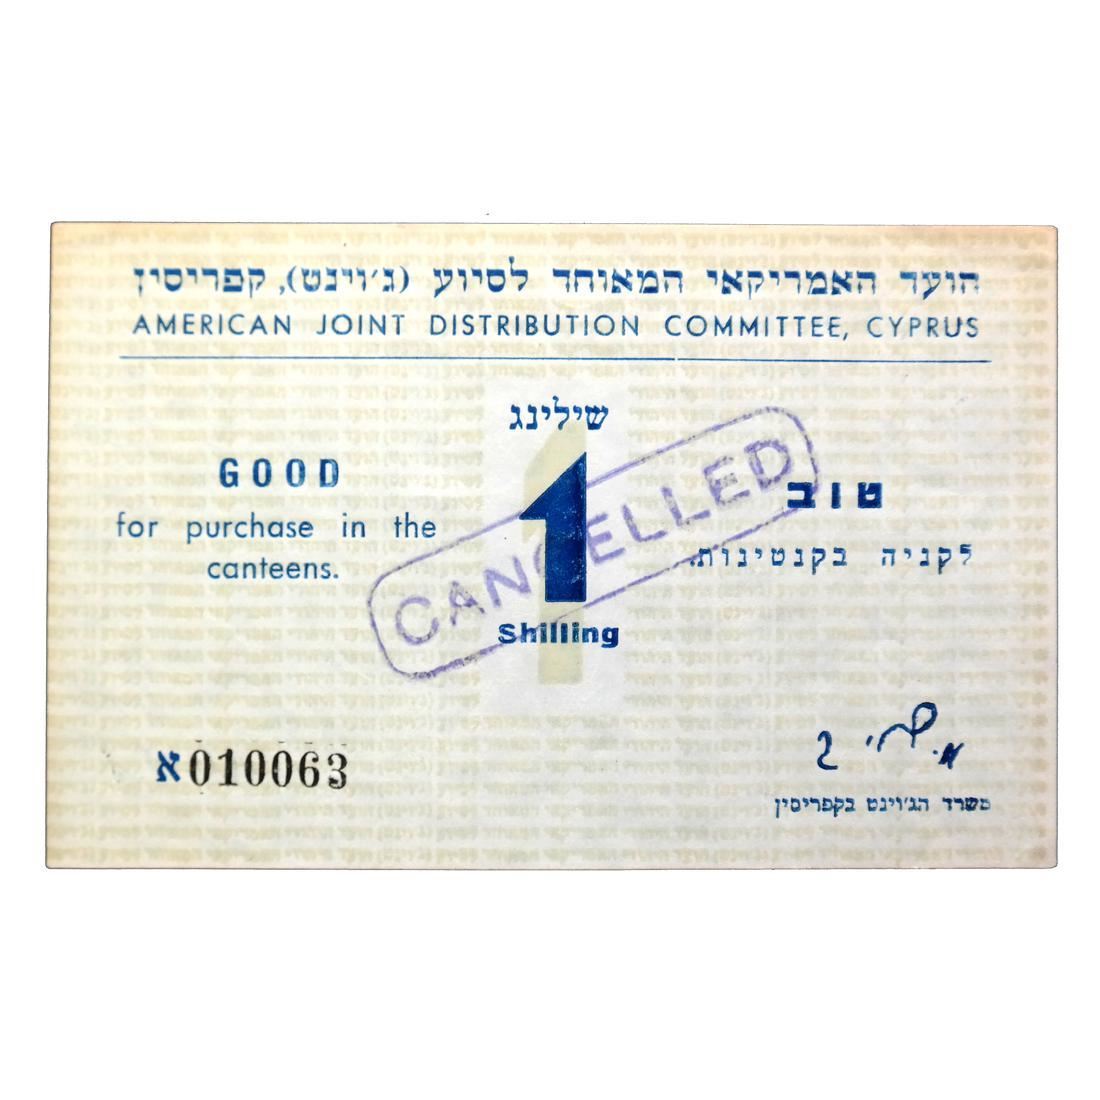 הועד האמריקאי המאוחד לסיוע (ג'וינט), קפריסין
AMERICAN JOINT DISTRIBUTION COMMITTEE, CYPRUS
שילינג
1
Shilling
GOOD
for purchase in the
canteens.
טוב
לקניה בקנטינות.
CANCELLED
א010063
משרד הג'וינט בקפריסין